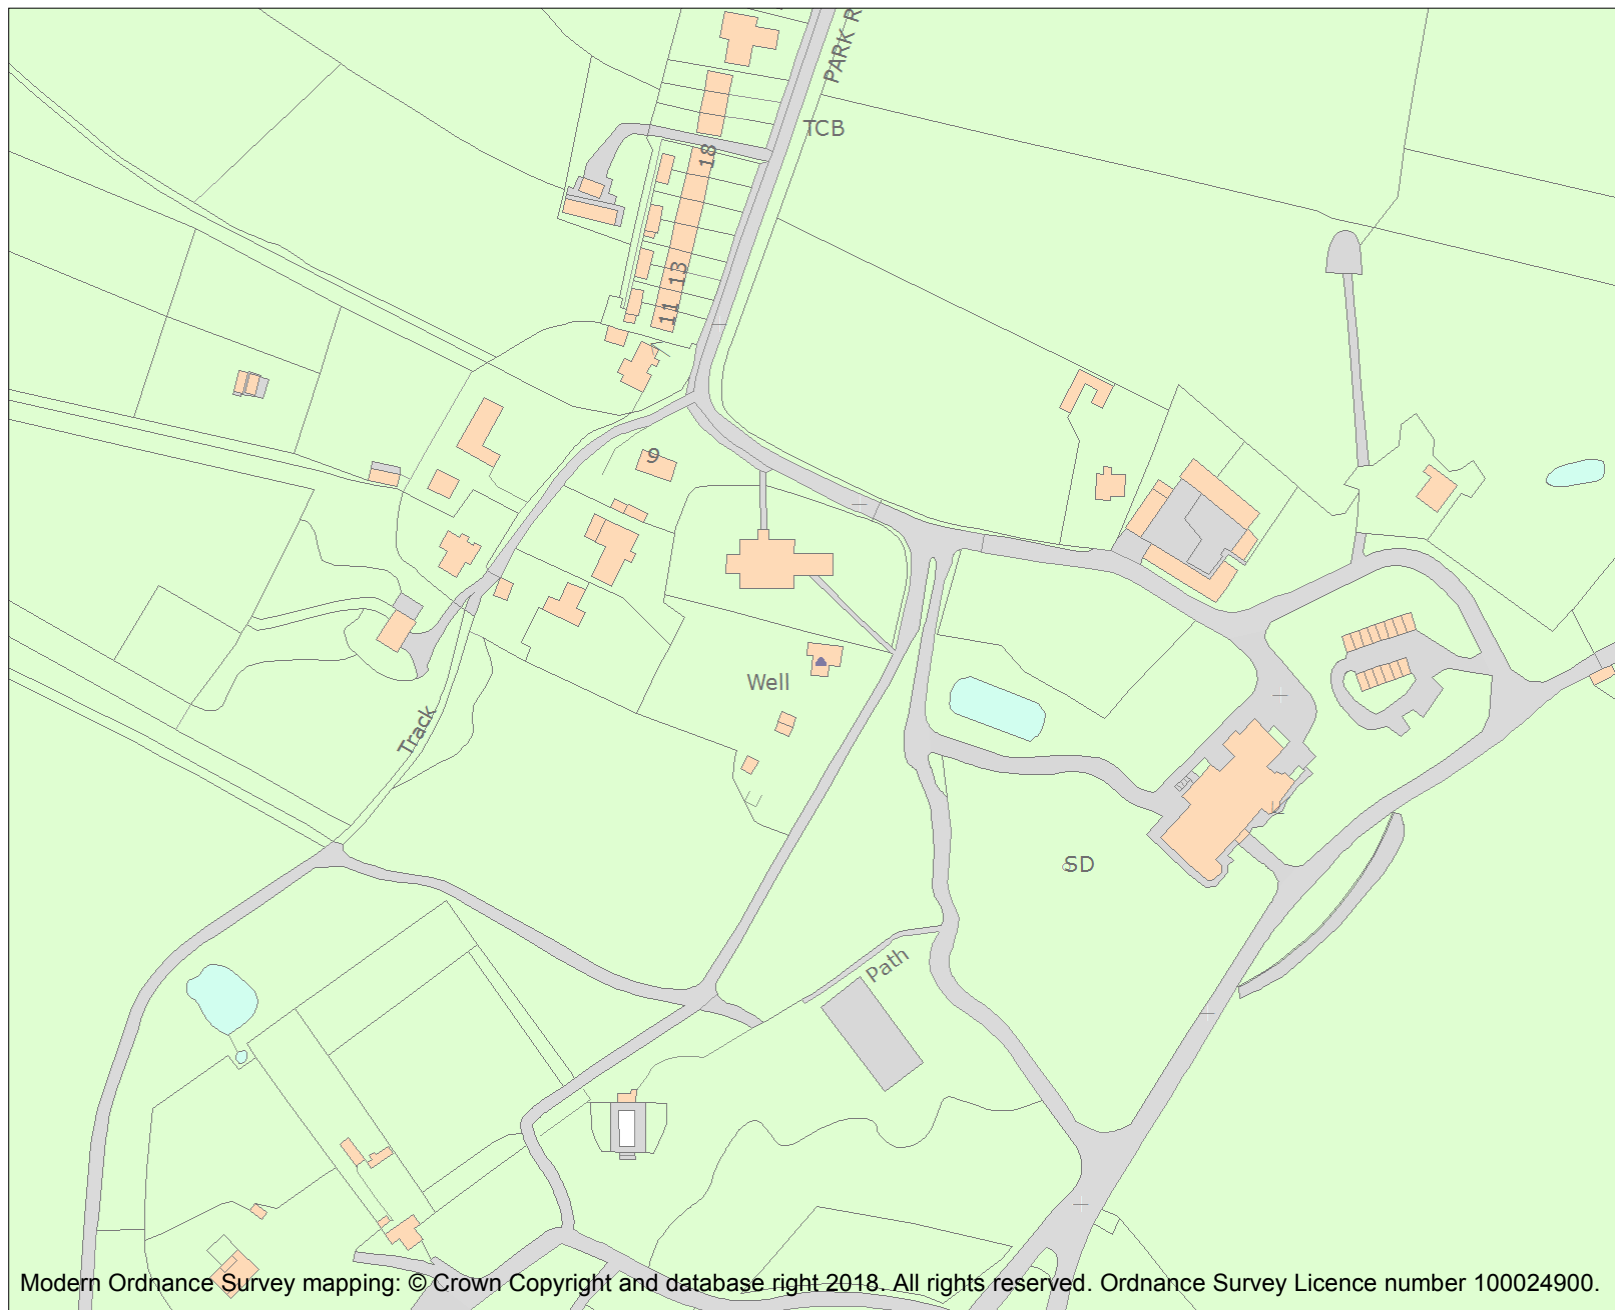 PARK R
TCB
18
13
11
9
Well
Track
SD
Path
Modern Ordnance Survey mapping: © Crown Copyright and database right 2018. All rights reserved. Ordnance Survey Licence number 100024900.